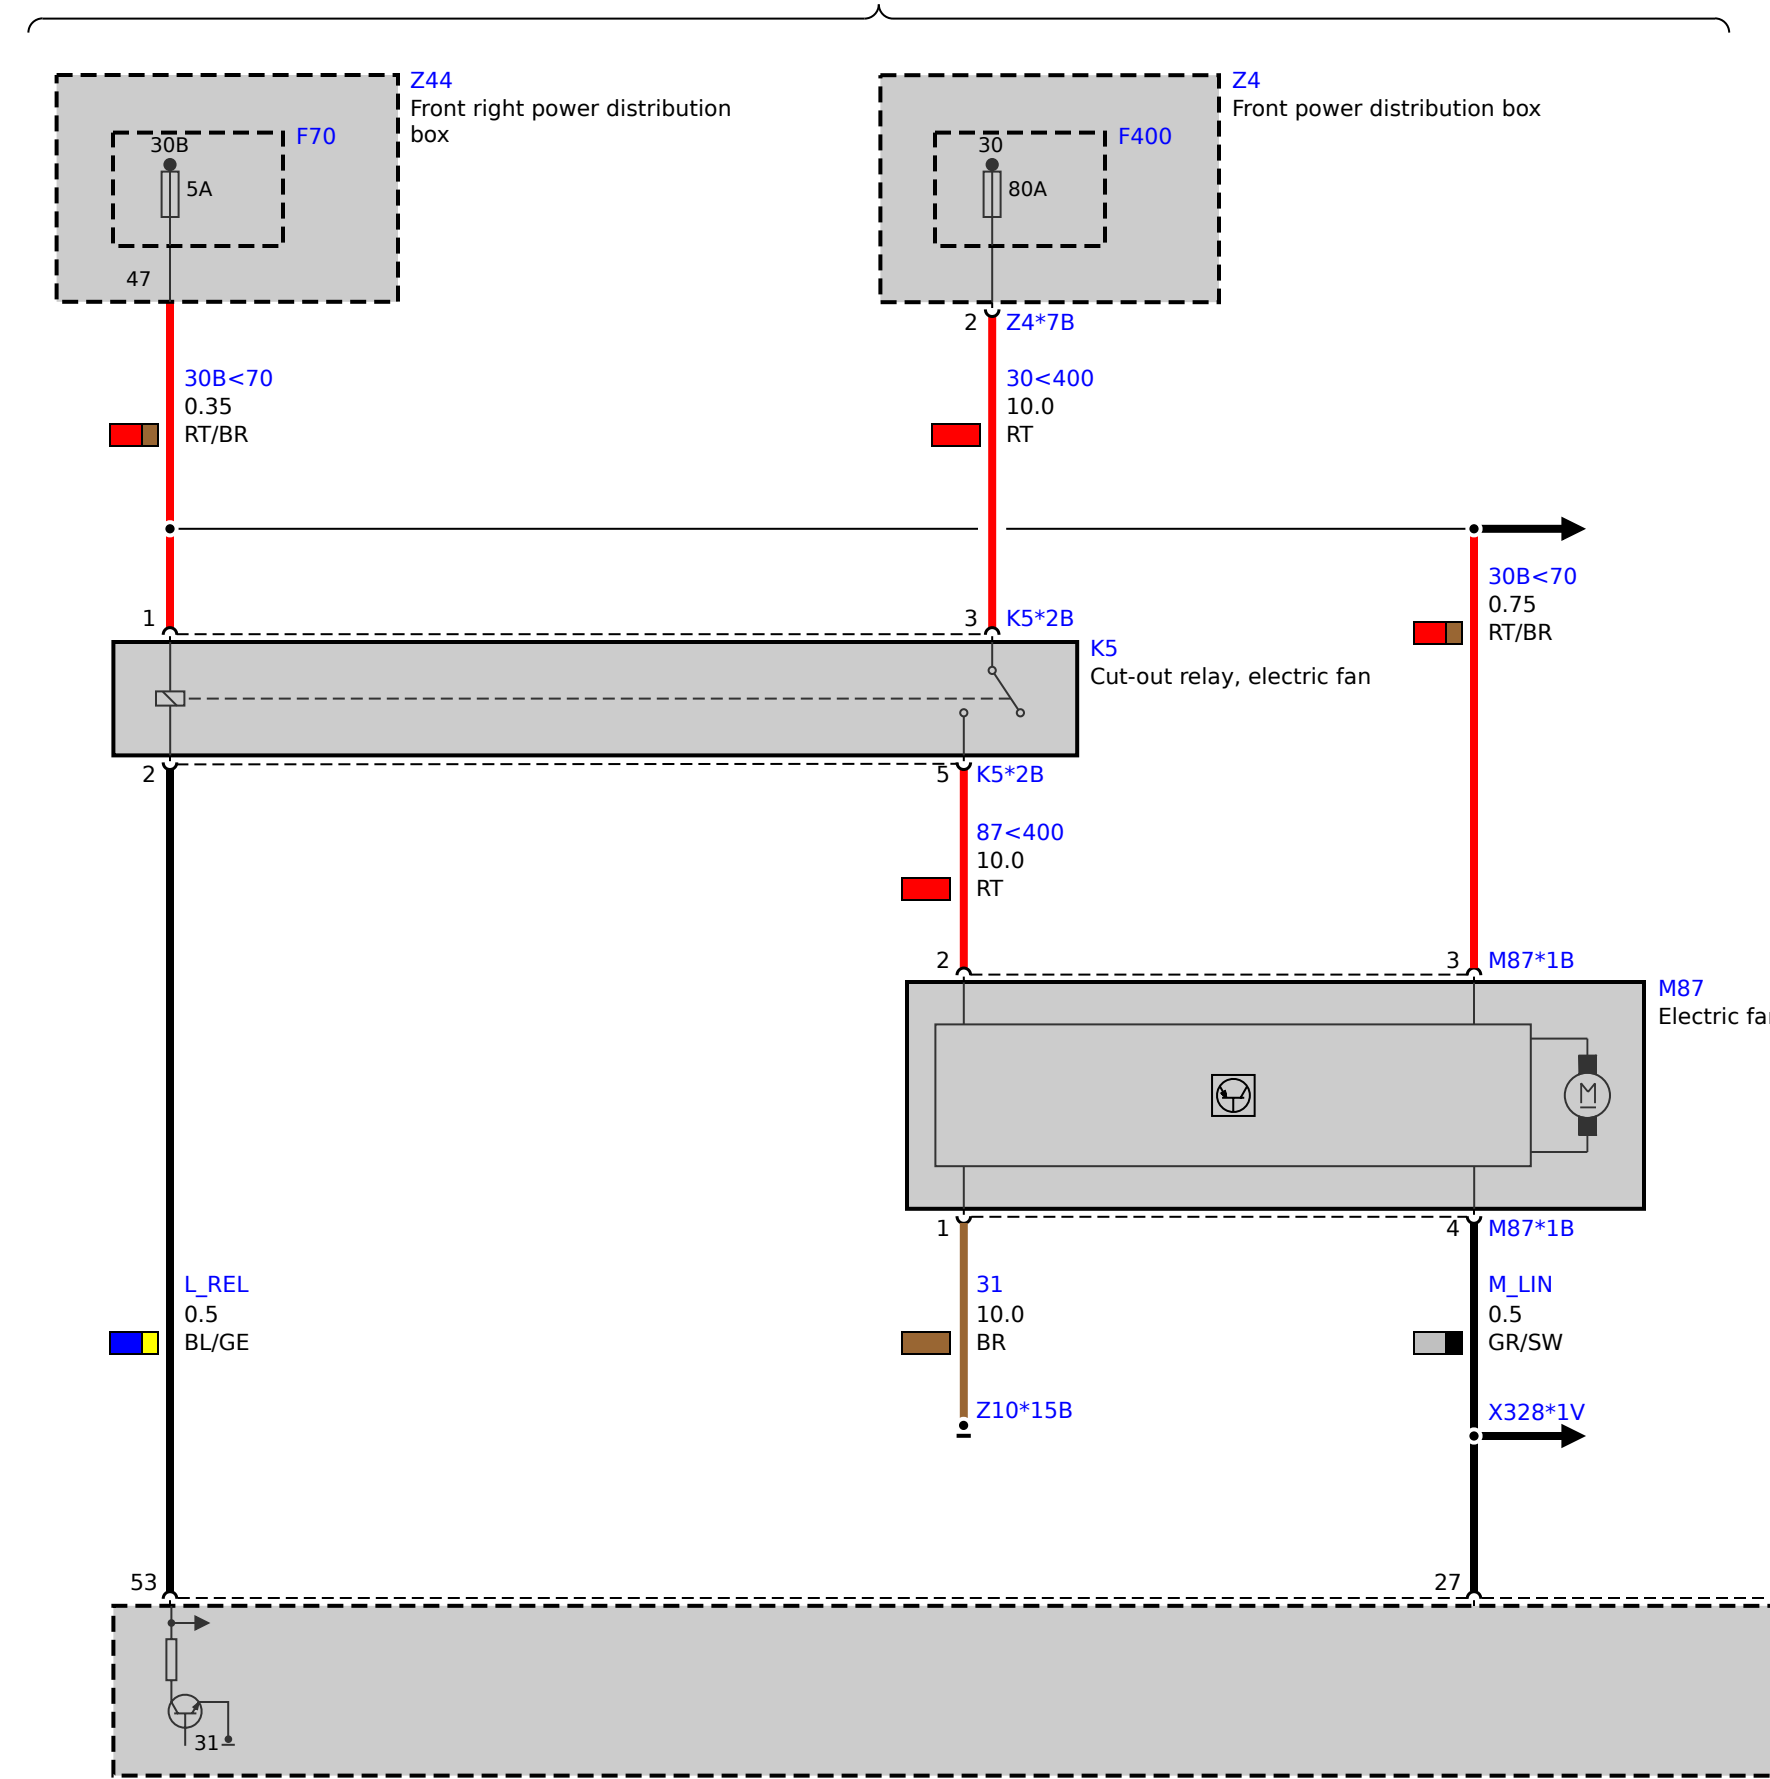 Z44
Front right power distribution
box
F70
30B
5A
47
Z4
Front power distribution box
F400
30
80A
2 Z4*7B
30B<70
0.35
RT/BR
30<400
10.0
RT
30B<70
0.75
RT/BR
1
3 K5*2B
K5
Cut-out relay, electric fan
2
5 K5*2B
87<400
10.0
RT
2
3 M87*1B
M87
Electric fan
M
1
4 M87*1B
L_REL
0.5
BL/GE
31
10.0
BR
M_LIN
0.5
GR/SW
Z10*15B
X328*1V
53
27
31